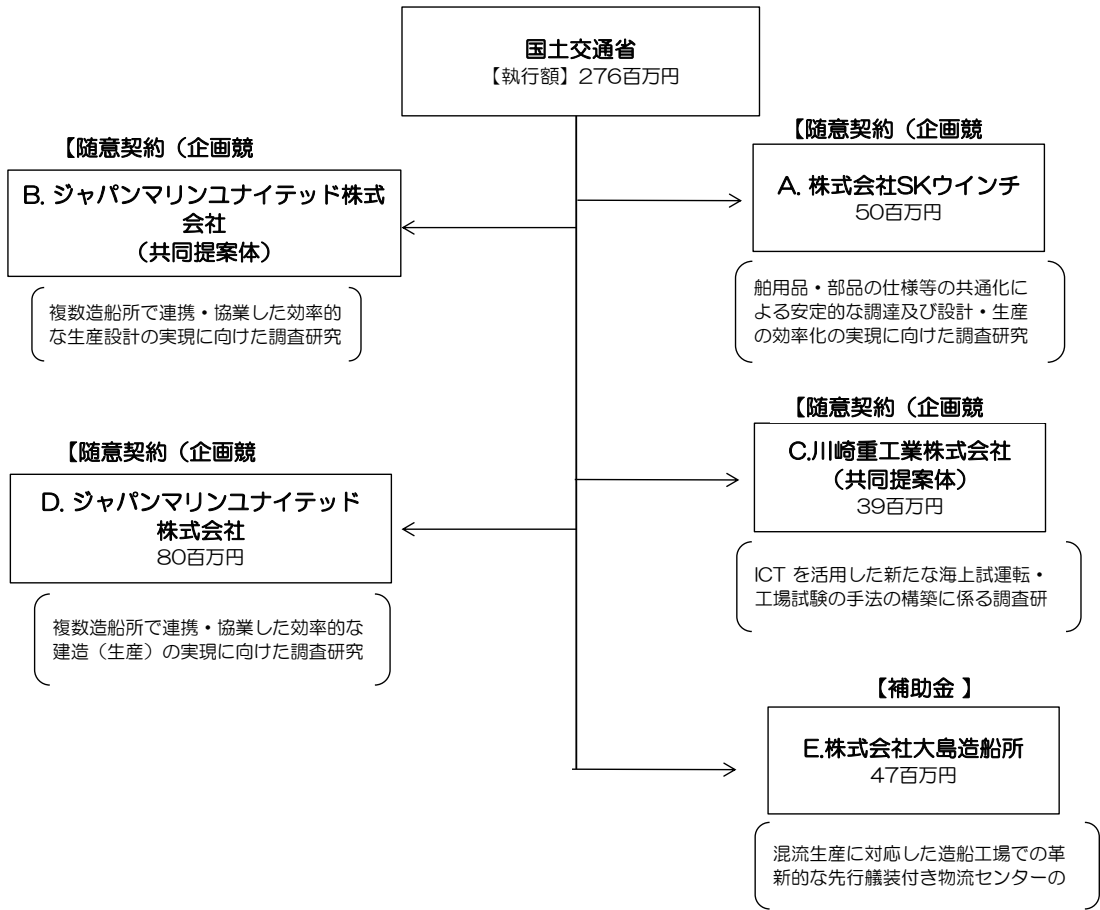 国土交通省
【執行額】276百万円
【随意契約（企画競
B. ジャパンマリンユナイテッド株式
会社
（共同提案体）
複数造船所で連携・協業した効率的
な生産設計の実現に向けた調査研究
【随意契約（企画競
A. 株式会社SKウインチ
50百万円
舶用品・部品の仕様等の共通化に
よる安定的な調達及び設計・生産
の効率化の実現に向けた調査研究
【随意契約（企画競
C.川崎重工業株式会社
（共同提案体）
39百万円
ICT を活用した新たな海上試運転・
工場試験の手法の構築に係る調査研
【随意契約（企画競
D. ジャパンマリンユナイテッド
株式会社
80百万円
複数造船所で連携・協業した効率的な
建造（生産）の実現に向けた調査研究
【補助金 】
E.株式会社大島造船所
47百万円
混流生産に対応した造船工場での革
新的な先行艤装付き物流センターの